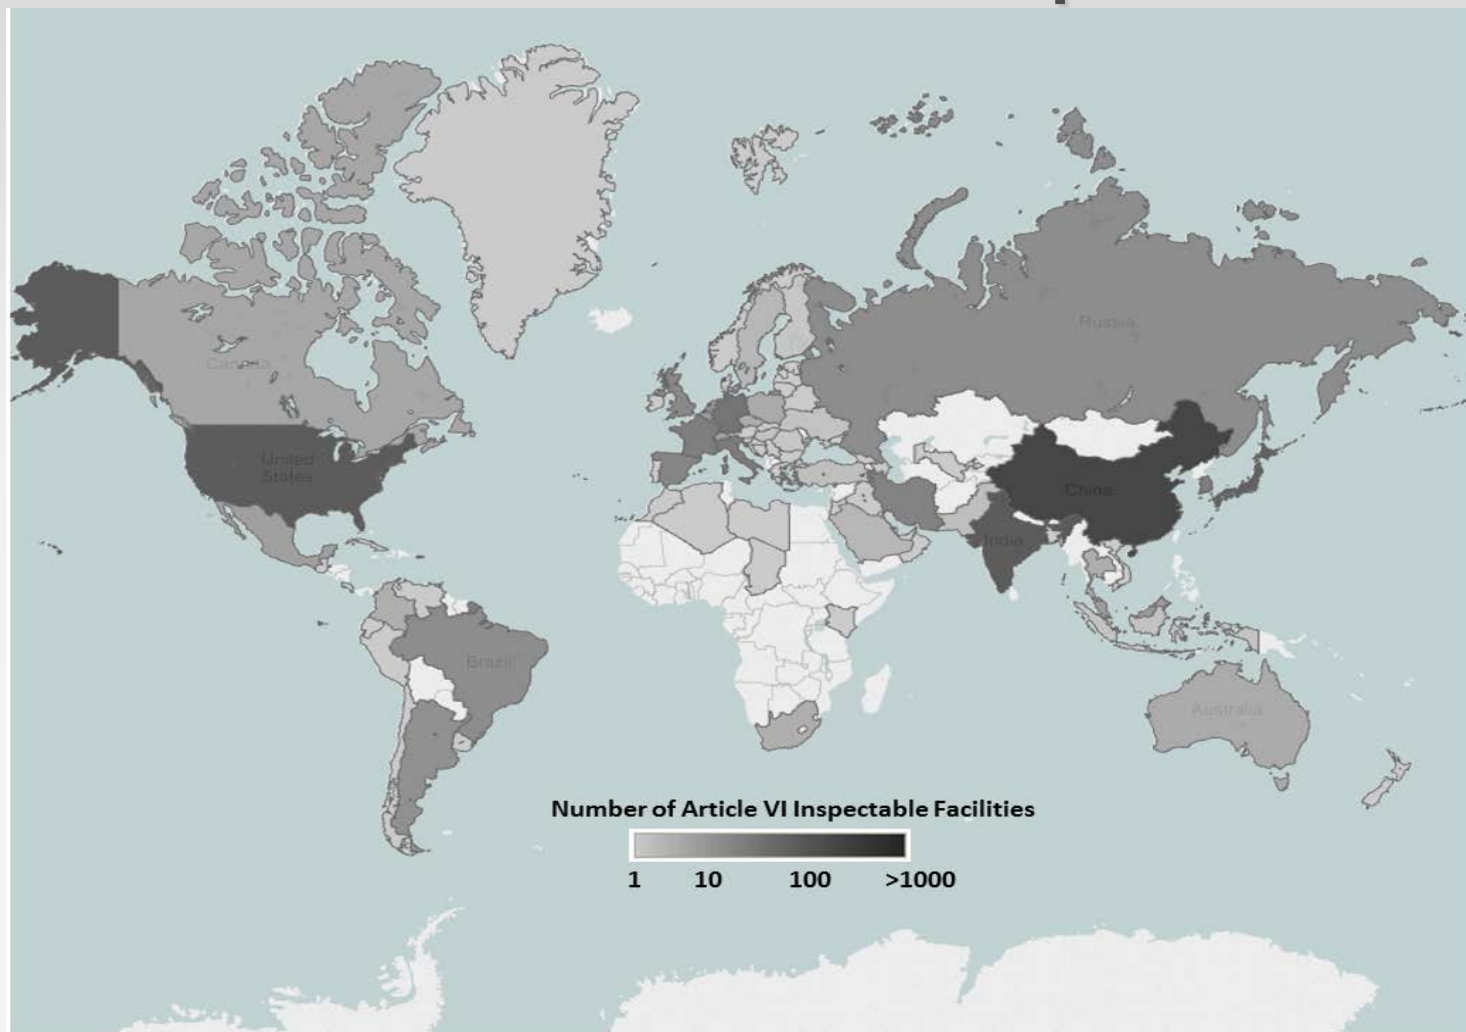 Russia
Canada
United
States
China
India
Brazil
Australia
Number of Article VI Inspectable Facilities
1 10 100 >1000